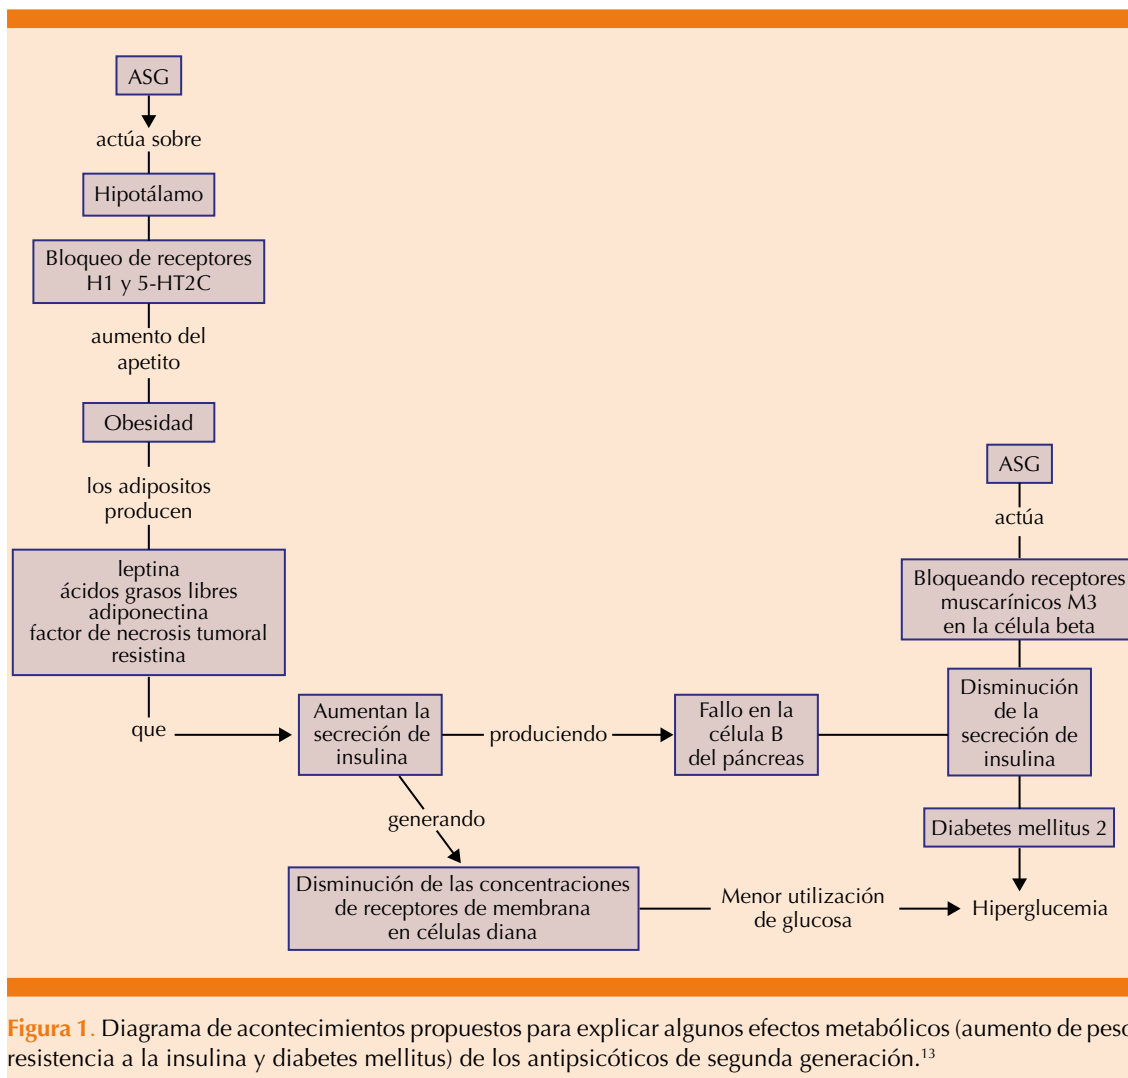 ASG
actúa sobre
Hipotálamo
Bloqueo de receptores
H1 y 5-HT2C
aumento del
apetito
Obesidad
los adipositos
producen
leptina
ácidos grasos libres
adiponectina
factor de necrosis tumoral
resistina
que
Aumentan la
secreción de
insulina
produciendo
Fallo en la
célula B
del páncreas
generando
Disminución de las concentraciones
de receptores de membrana
en células diana
Menor utilización
de glucosa
ASG
actúa
Bloqueando receptores
muscarínicos M3
en la célula beta
Disminución
de la
secreción de
insulina
Diabetes mellitus 2
Hiperglucemia
Figura 1. Diagrama de acontecimientos propuestos para explicar algunos efectos metabólicos (aumento de peso
resistencia a la insulina y diabetes mellitus) de los antipsicóticos de segunda generación.13